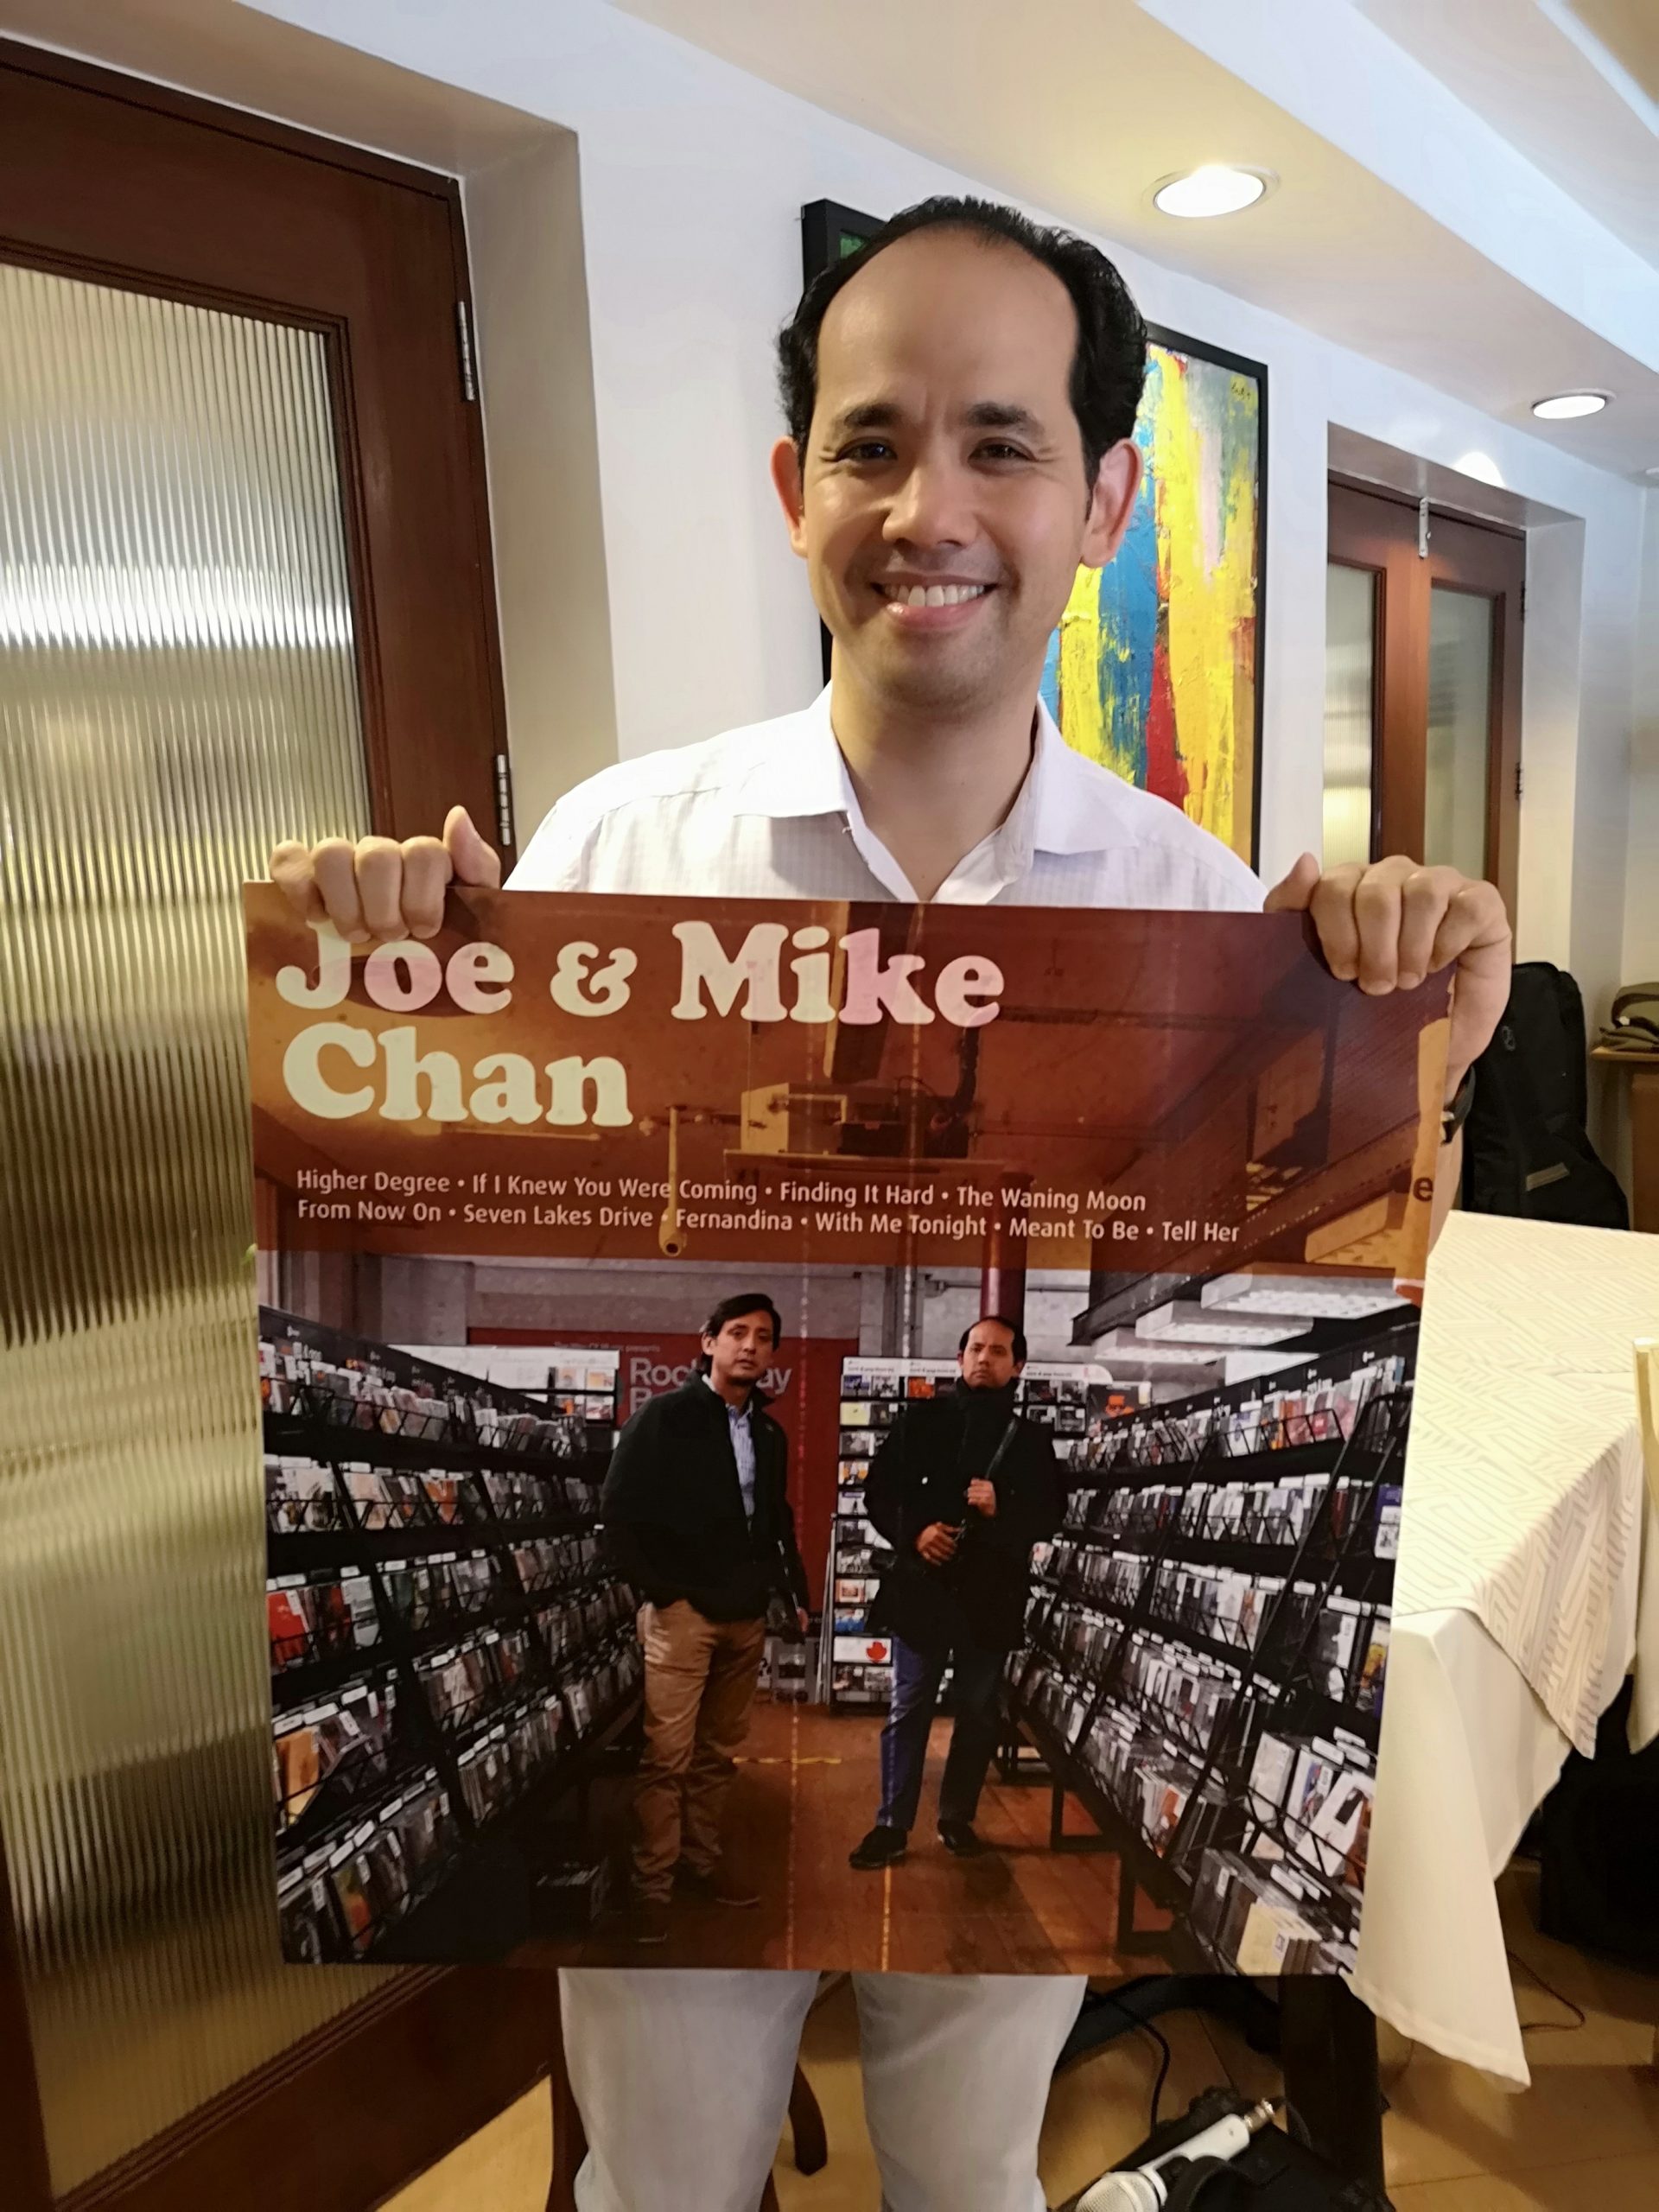 Joe & Mike
Chan
Higher Degree • If I Knew You Were Coming • Finding It Hard • The Waning Moon
From Now On • Seven Lakes Drive • Fernandina • With Me Tonight • Meant To Be • Tell Her